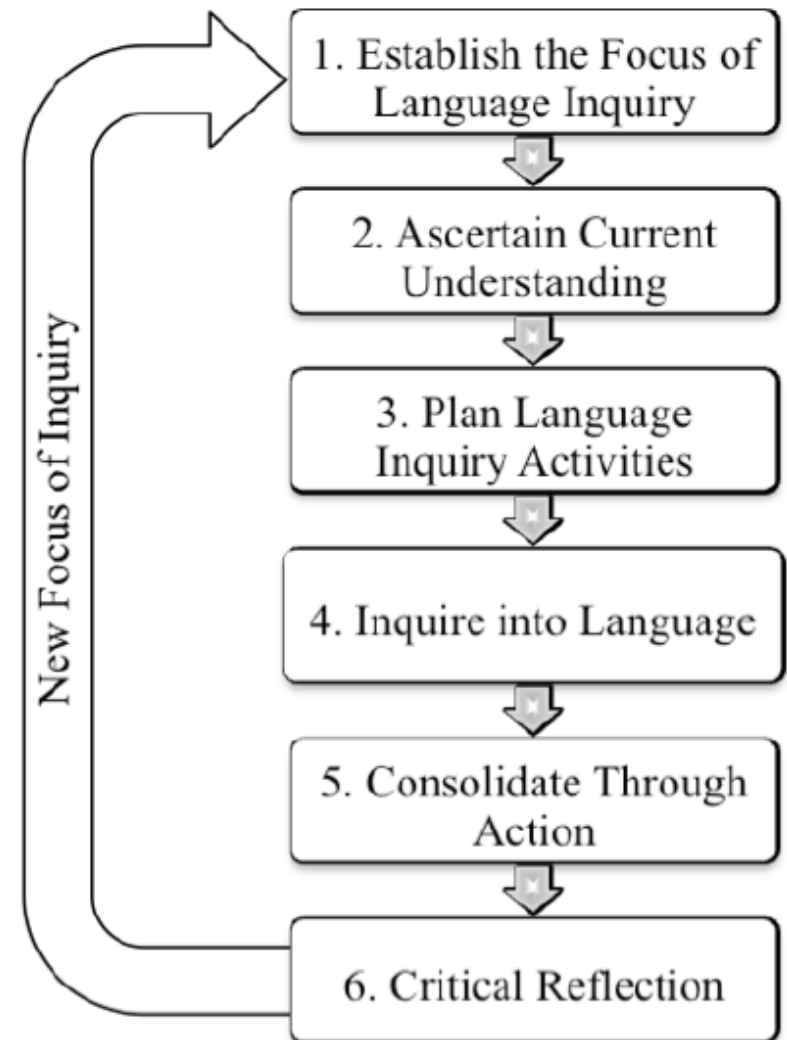 1. Establish the Focus of
Language Inquiry
2. Ascertain Current
Understanding
3. Plan Language
Inquiry Activities
4. Inquire into Language
5. Consolidate Through
Action
6. Critical Reflection
New Focus of Inquiry